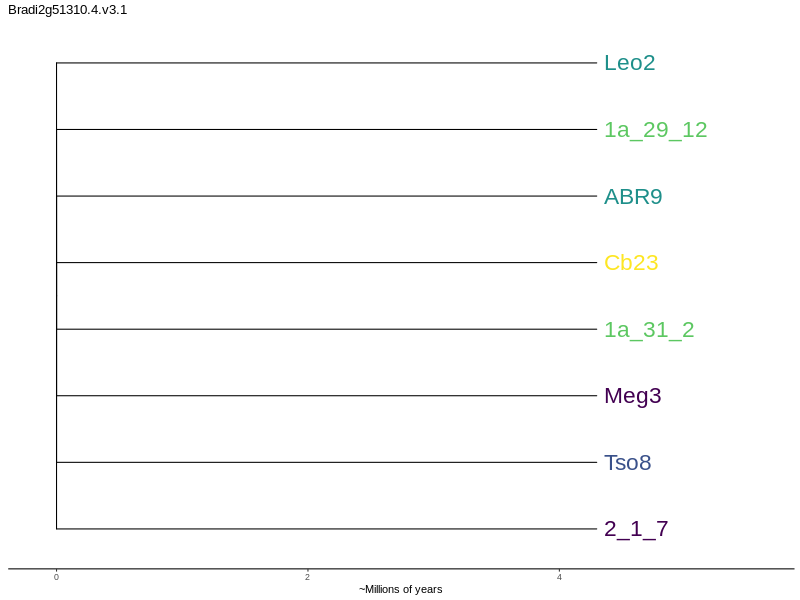 Bradi2g51310.4.v3.1
Leo2
1a_29_12
ABR9
Cb23
1a_31_2
Meg3
Tso8
2_1_7
0 2 4
~Millions of years